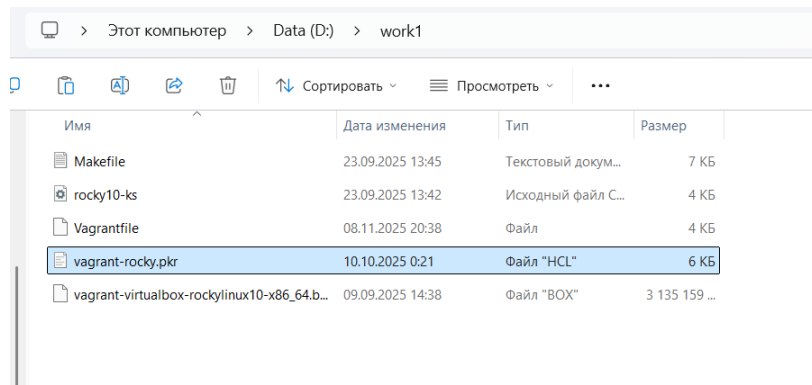 Этот компьютер > Data (D:) > work1
Сортировать Просмотреть ...
Имя Дата изменения Тип Размер
Makefile 23.09.2025 13:45 Текстовый докум... 7 КБ
rocky10-ks 23.09.2025 13:42 Исходный файл C... 4 КБ
Vagrantfile 08.11.2025 20:38 Файл 4 КБ
vagrant-rocky.pkr 10.10.2025 0:21 Файл "HCL" 6 КБ
vagrant-virtualbox-rockylinux10-x86_64.b... 09.09.2025 14:38 Файл "BOX" 3 135 159 ...